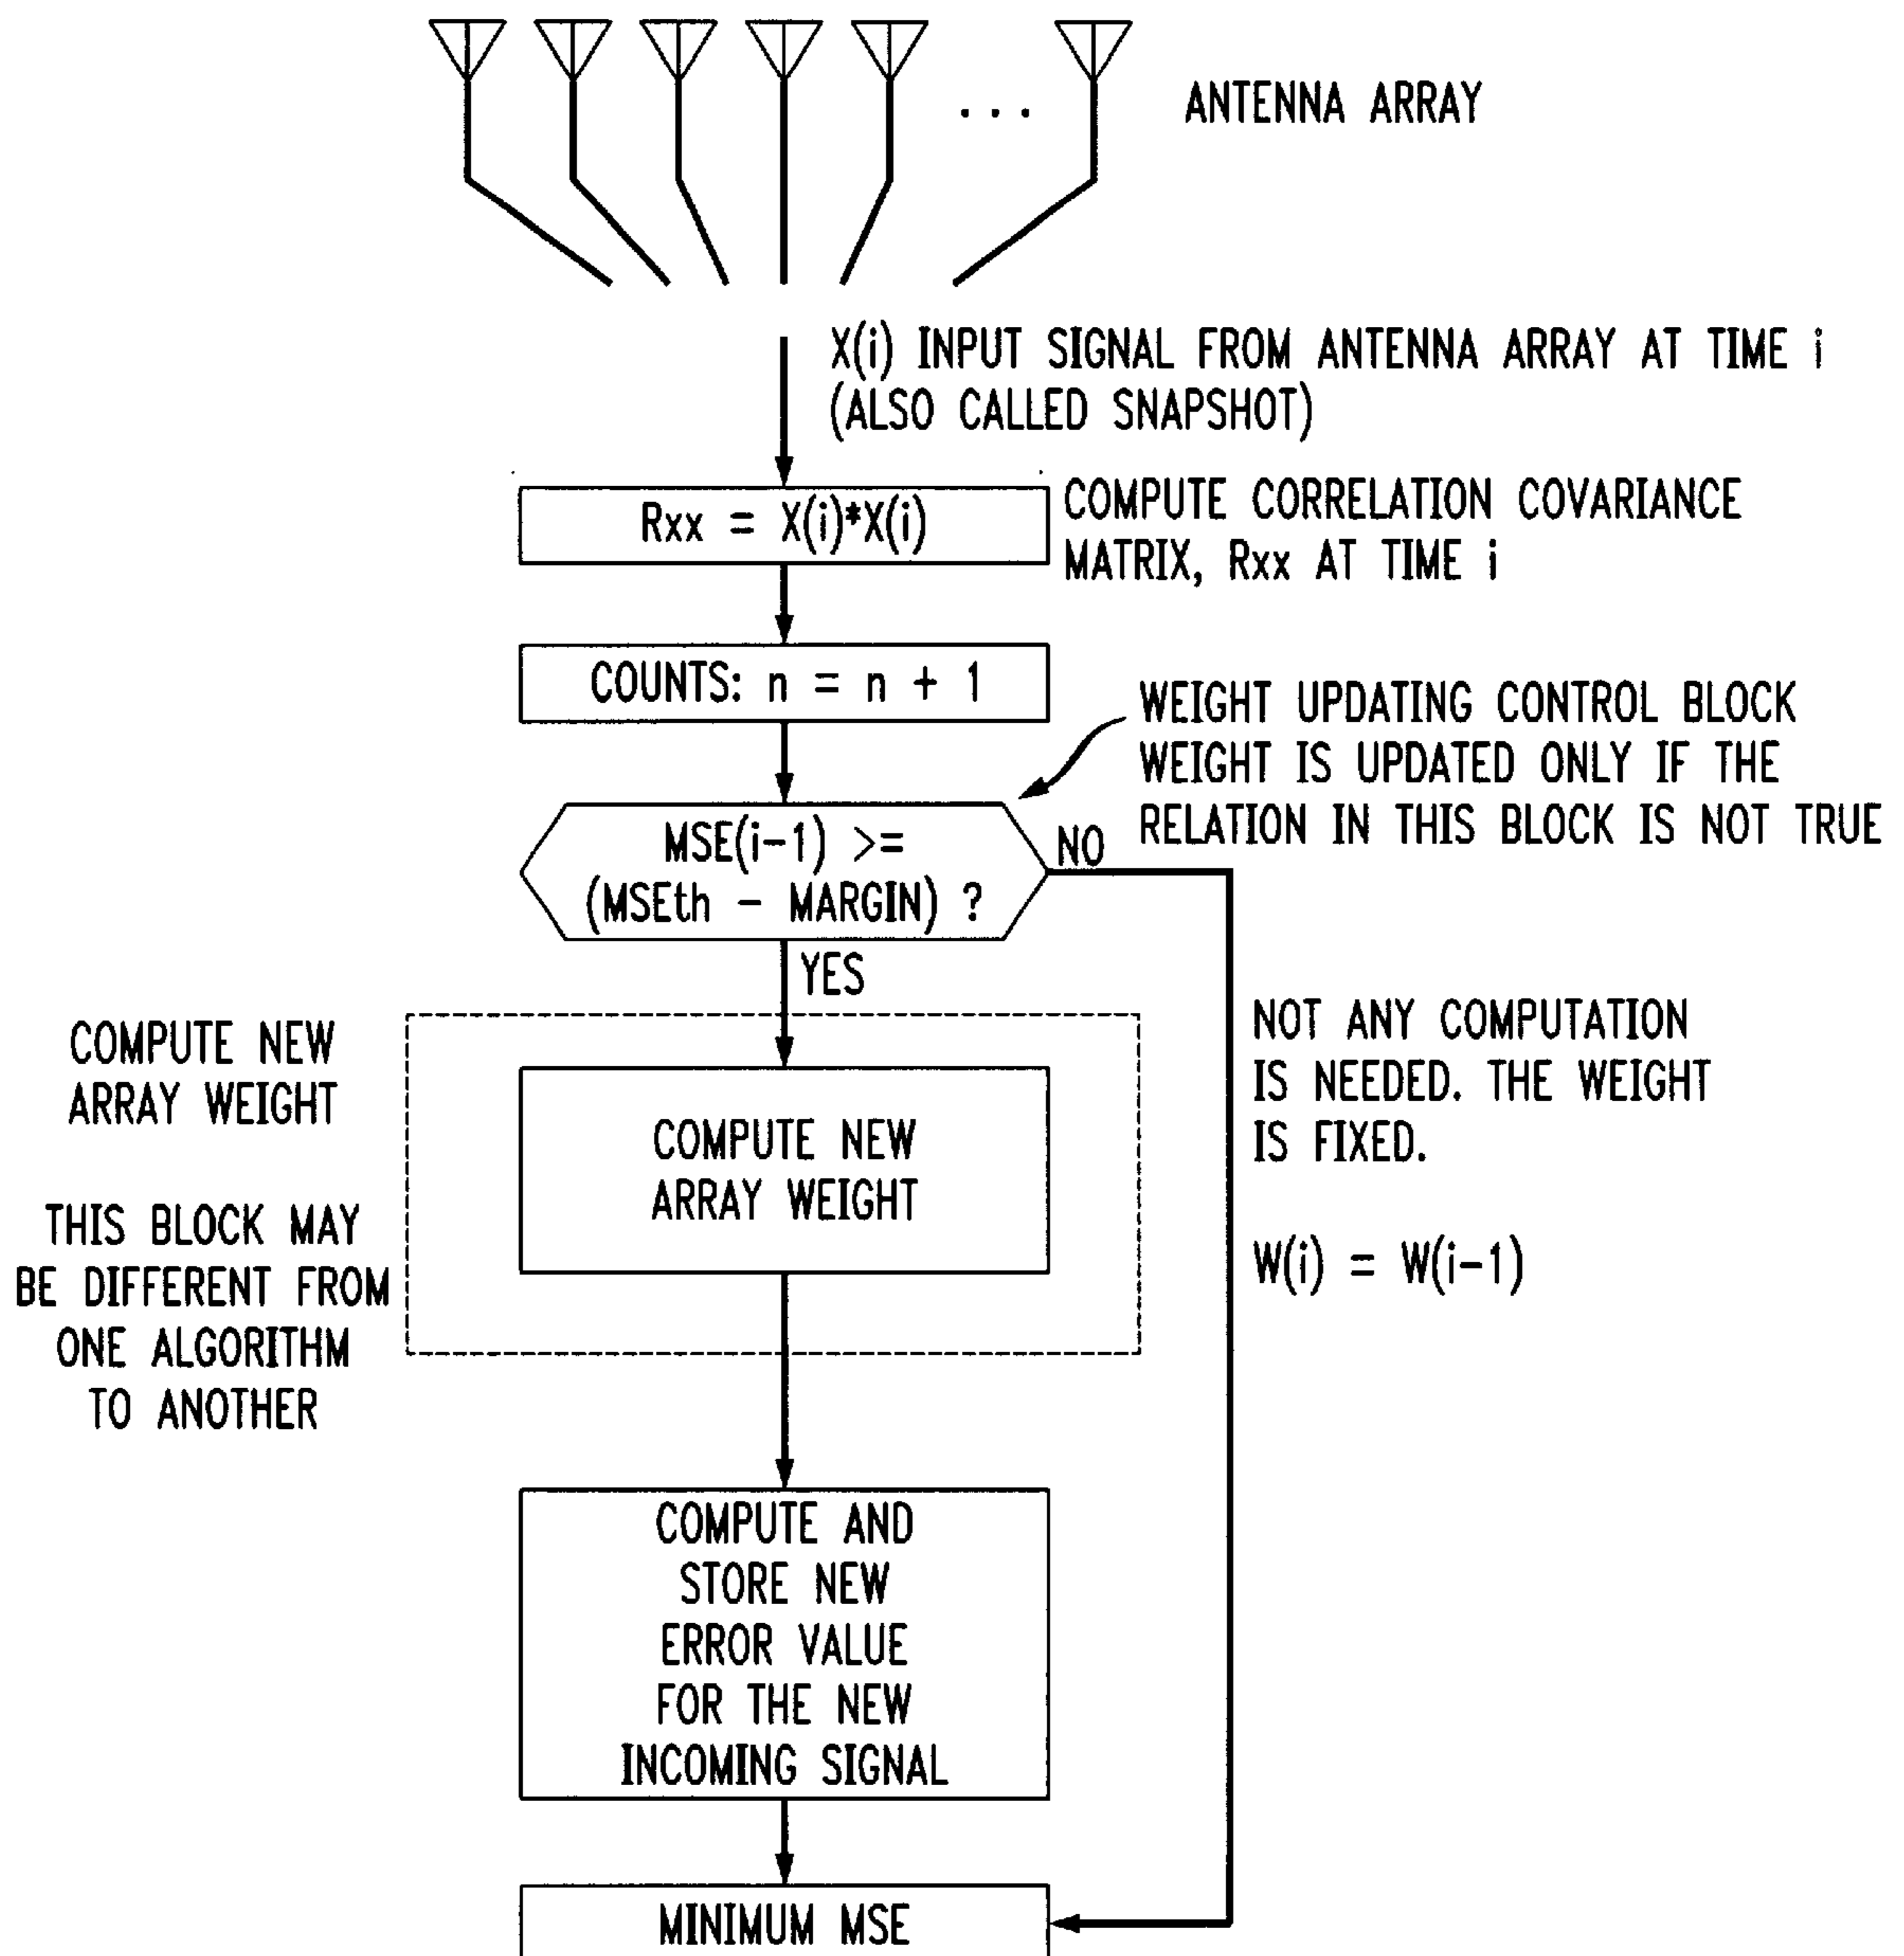 ANTENNA ARRAY
. . .
X(i) INPUT SIGNAL FROM ANTENNA ARRAY AT TIME i
(ALSO CALLED SNAPSHOT)
Rxx = X(i)*X(i)
COMPUTE CORRELATION COVARIANCE
MATRIX, Rxx AT TIME i
COUNTS: n = n + 1
WEIGHT UPDATING CONTROL BLOCK
WEIGHT IS UPDATED ONLY IF THE
RELATION IN THIS BLOCK IS NOT TRUE
MSE(i-1) >=
(MSEth - MARGIN) ?
NO
YES
COMPUTE NEW
ARRAY WEIGHT
THIS BLOCK MAY
BE DIFFERENT FROM
ONE ALGORITHM
TO ANOTHER
COMPUTE NEW
ARRAY WEIGHT
NOT ANY COMPUTATION
IS NEEDED. THE WEIGHT
IS FIXED.
W(i) = W(i-1)
COMPUTE AND
STORE NEW
ERROR VALUE
FOR THE NEW
INCOMING SIGNAL
MINIMUM MSE